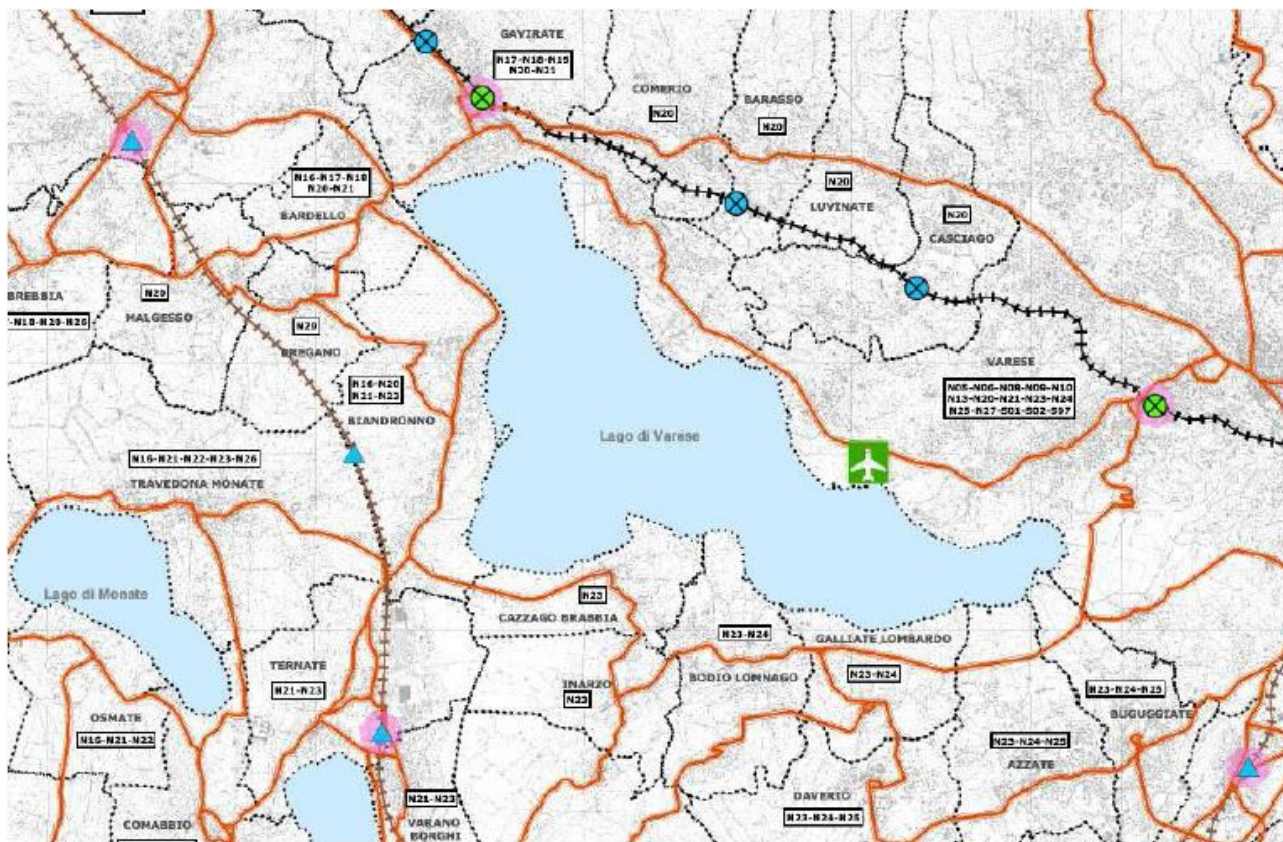 GAVIRATE
N17-N18-N19
N20-N21
COMERIO
N20
BARASSO
N20
N16-N17-N18
N20-N21
BARDELLO
N20
LUVINATE
N20
CASCIAGO
BREBBIA
N20
MALGESSO
N20
BREGANO
VARESE
N05-N06-N08-N09-N10
N13-N20-N21-N23-N24
N25-N27-S01-S02-S07
N16-N20
N21-N22
BIANDRONNO
Lago di Varese
N16-N21-N22-N23-N26
TRAVEDONA MONATE
Lago di Monate
N23
CAZZAGO BRABBIA
N23-N24
GALLIATE LOMBARDO
TERNATE
N21-N23
INARZO
N23
BODIO LOMNAGO
N23-N24
N23-N24-N25
BUGUGGIATE
OSMATE
N16-N21-N22
N23-N24-N25
AZZATE
N21-N23
VARANO
BORGHI
DAVERIO
N23-N24-N25
COMABBIO